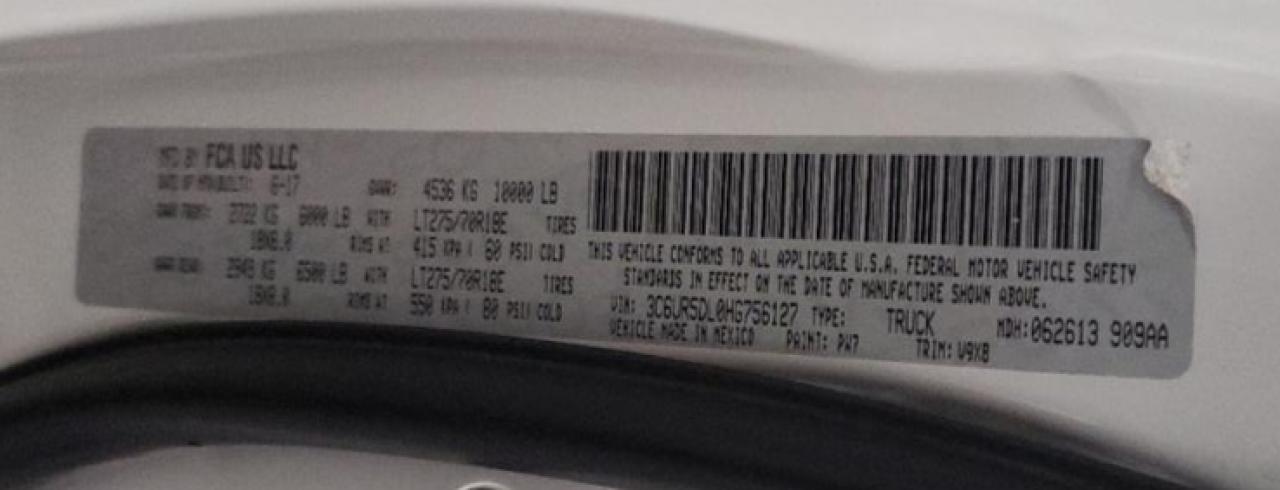 MFD BY FCA US LLC
DATE OF MFR(BUILT): 6-17 GVWR: 4536 KG 10000 LB
GAWR FRONT: 2722 KG 6000 LB WITH LT275/70R18E TIRES
18X8.0 RIMS AT 415 KPA ( 60 PSI) COLD
GAWR REAR: 2948 KG 6500 LB WITH LT275/70R18E TIRES
18X8.0 RIMS AT 550 KPA ( 80 PSI) COLD
THIS VEHICLE CONFORMS TO ALL APPLICABLE U.S.A. FEDERAL MOTOR VEHICLE SAFETY
STANDARDS IN EFFECT ON THE DATE OF MANUFACTURE SHOWN ABOVE.
VIN: 3C6UR5DL0HG756127 TYPE: TRUCK MDH:062613 909AA
VEHICLE MADE IN MEXICO PAINT: PW7 TRIM: V9X8